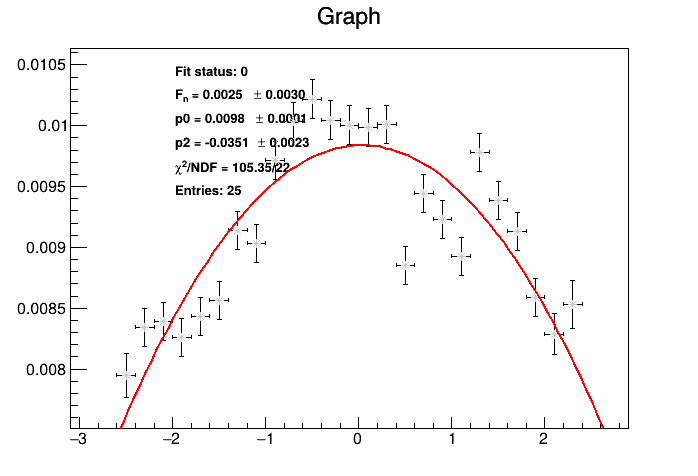 Graph
Fit status: 0
Fn = 0.0025 ± 0.0030
p0 = 0.0098 ± 0.0001
p2 = -0.0351 ± 0.0023
χ²/NDF = 105.35/22
Entries: 25
0.0105
0.01
0.0095
0.009
0.0085
0.008
−3 −2 −1 0 1 2